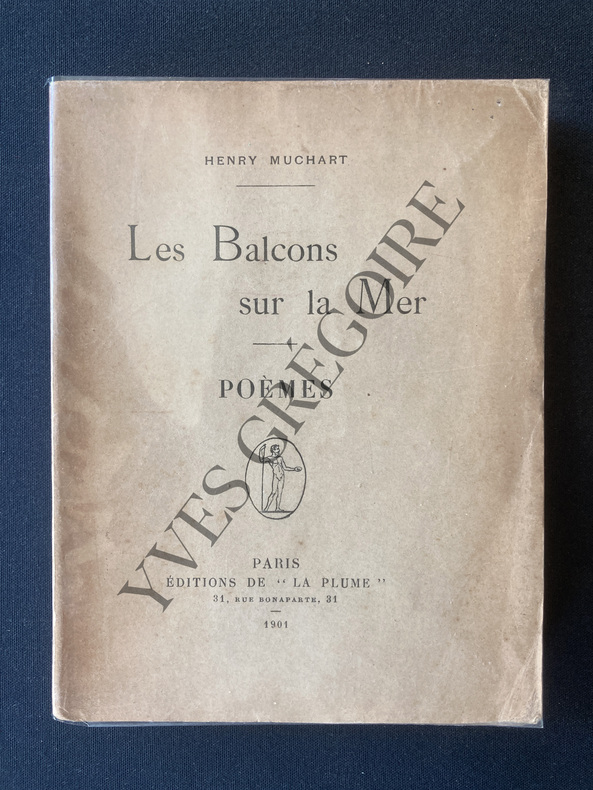 HENRY MUCHART
Les Balcons
sur la Mer
POÈMES
PARIS
ÉDITIONS DE “ LA PLUME ”
31, RUE BONAPARTE, 31
1901
YVES GRÉGOIRE